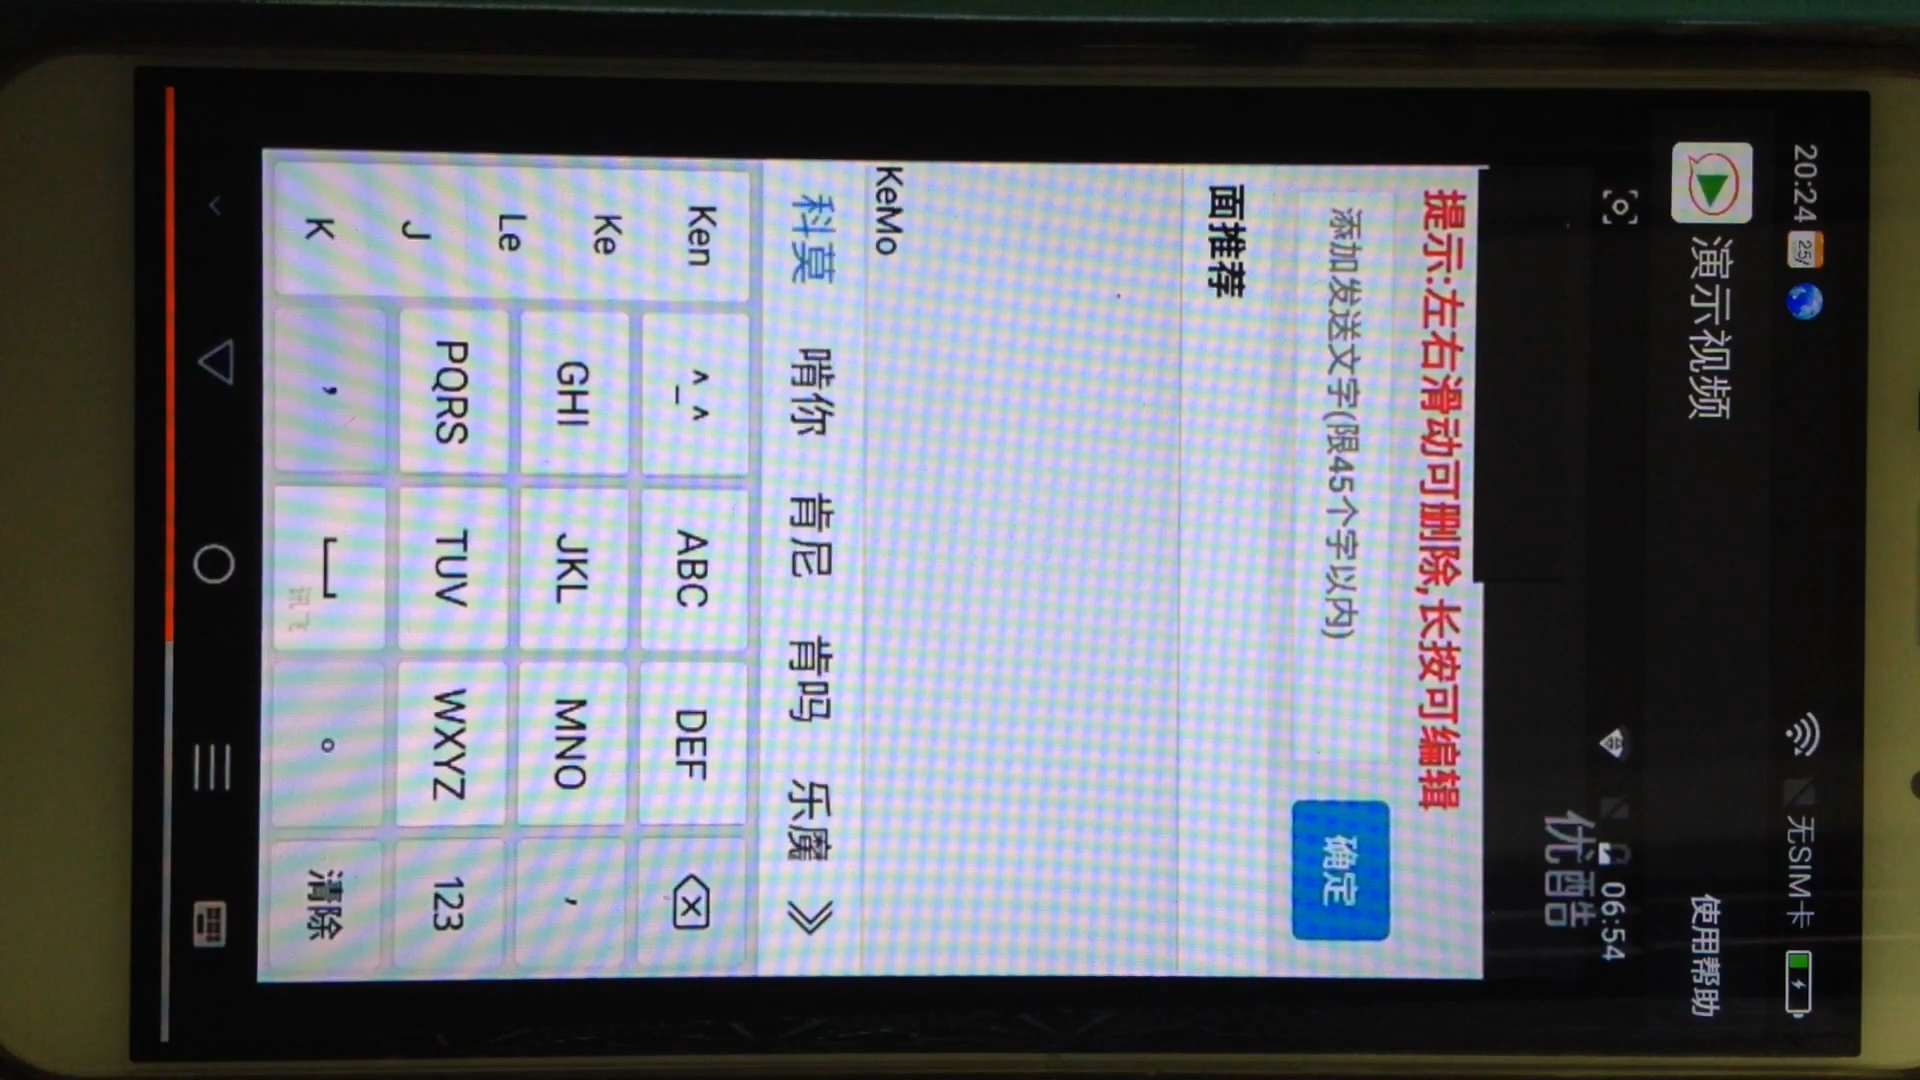 20:24 25/ 无SIM卡
演示视频 使用帮助
06:54
优酷
提示:左右滑动可删除,长按可编辑
添加发送文字(限45个字以内) 确定
面推荐
KeMo
科莫 啃你 肯尼 肯吗 乐魔
Ken ^_^ ABC DEF
Ke GHI JKL MNO ,
Le
J PQRS TUV WXYZ 123
K , 讯飞 。 清除